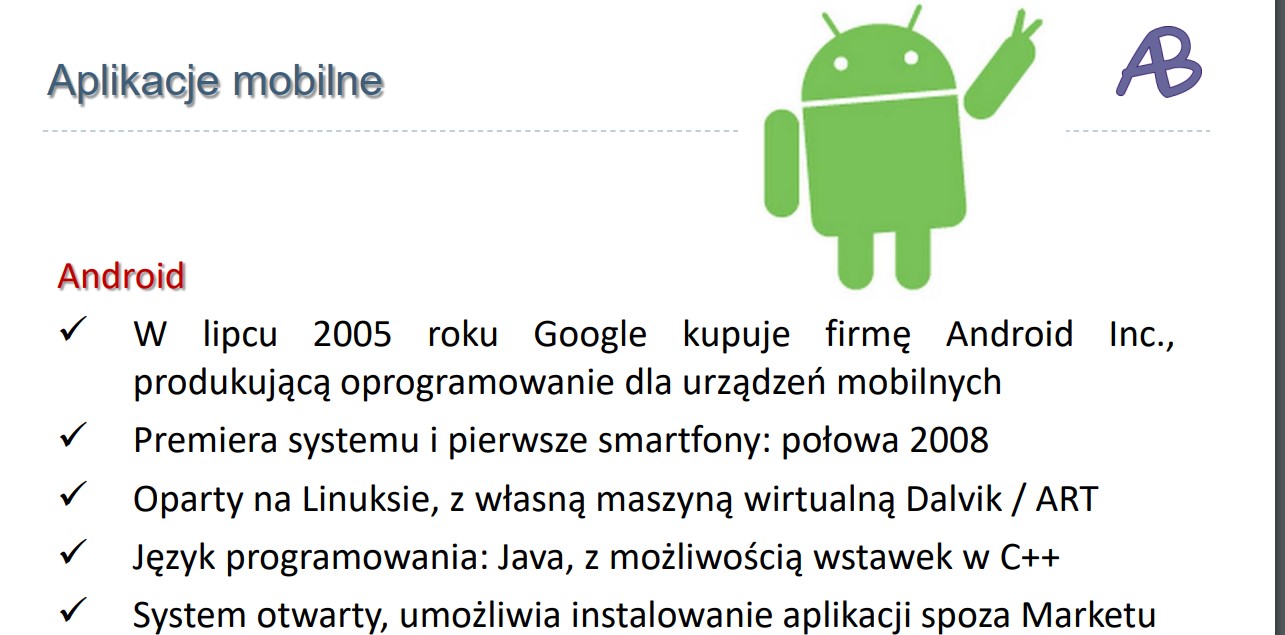 Aplikacje mobilne
AB
Android
✓ W lipcu 2005 roku Google kupuje firmę Android Inc.,
produkującą oprogramowanie dla urządzeń mobilnych
✓ Premiera systemu i pierwsze smartfony: połowa 2008
✓ Oparty na Linuksie, z własną maszyną wirtualną Dalvik / ART
✓ Język programowania: Java, z możliwością wstawek w C++
✓ System otwarty, umożliwia instalowanie aplikacji spoza Marketu